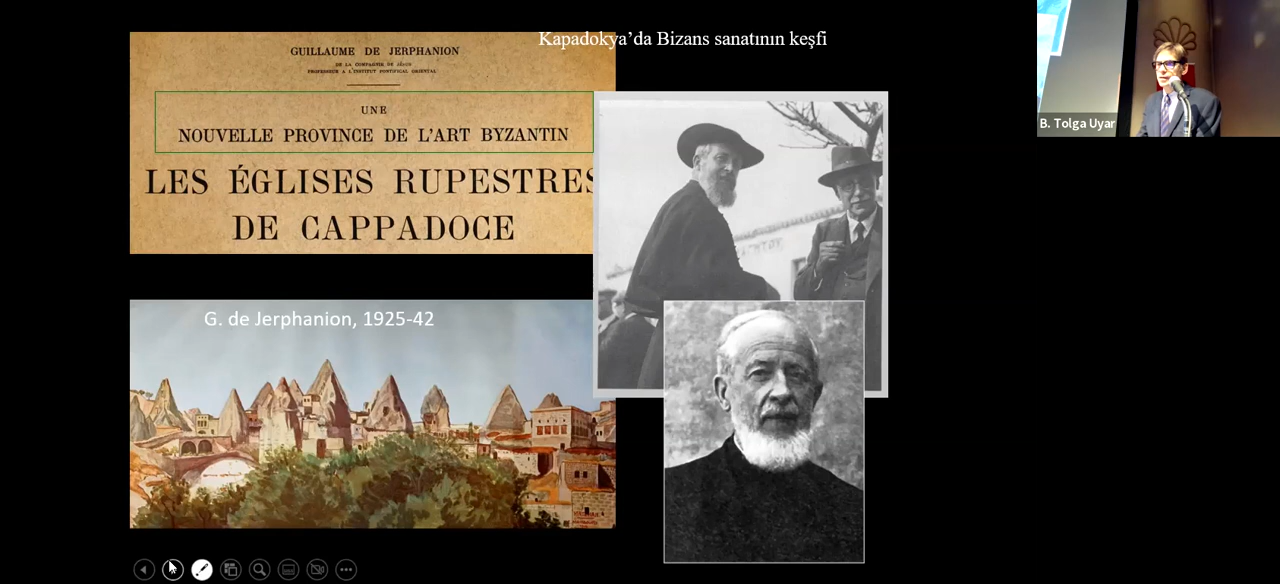 Kapadokya’da Bizans sanatının keşfi
GUILLAUME DE JERPHANION
DE LA COMPAGNIE DE JÉSUS
PROFESSEUR A L'INSTITUT PONTIFICAL ORIENTAL
UNE
NOUVELLE PROVINCE DE L'ART BYZANTIN
LES ÉGLISES RUPESTRES
DE CAPPADOCE
G. de Jerphanion, 1925-42
B. Tolga Uyar